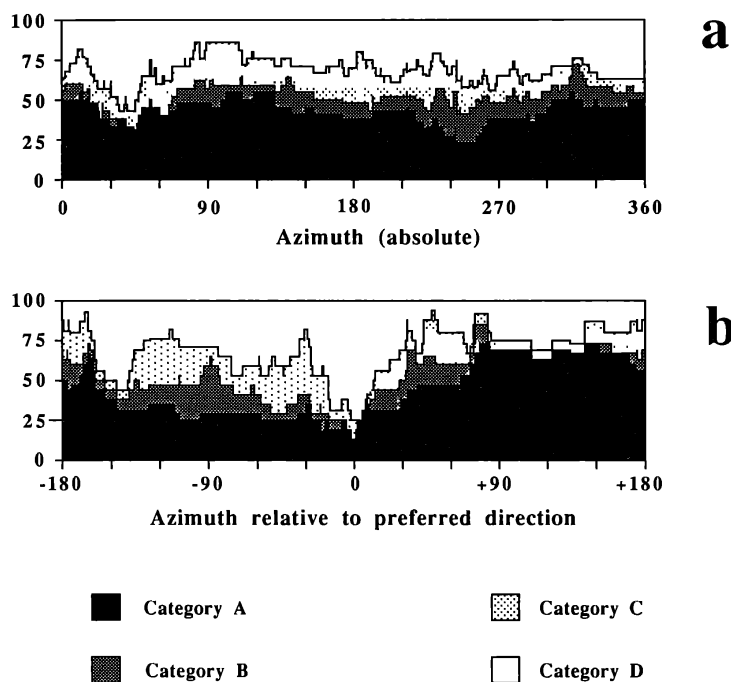 100
a
75
50
25
0
0 90 180 270 360
Azimuth (absolute)
100
b
75
50
25
0
-180 -90 0 +90 +180
Azimuth relative to preferred direction
Category A Category C
Category B Category D